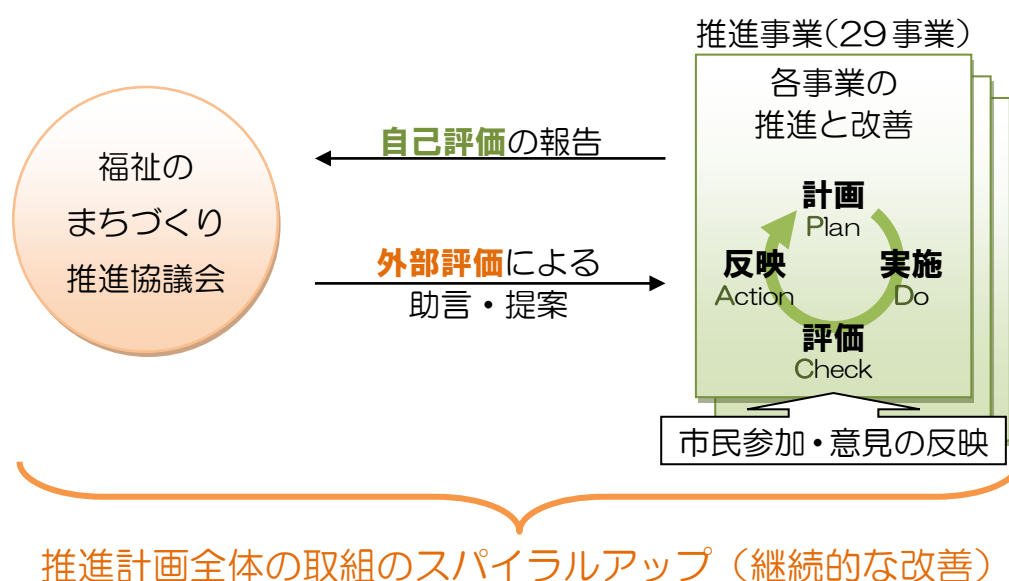 推進事業(29事業)
各事業の
推進と改善
福祉の
まちづくり
推進協議会
自己評価の報告
外部評価による
助言・提案
計画
Plan
反映
Action
実施
Do
評価
Check
市民参加・意見の反映
推進計画全体の取組のスパイラルアップ（継続的な改善）